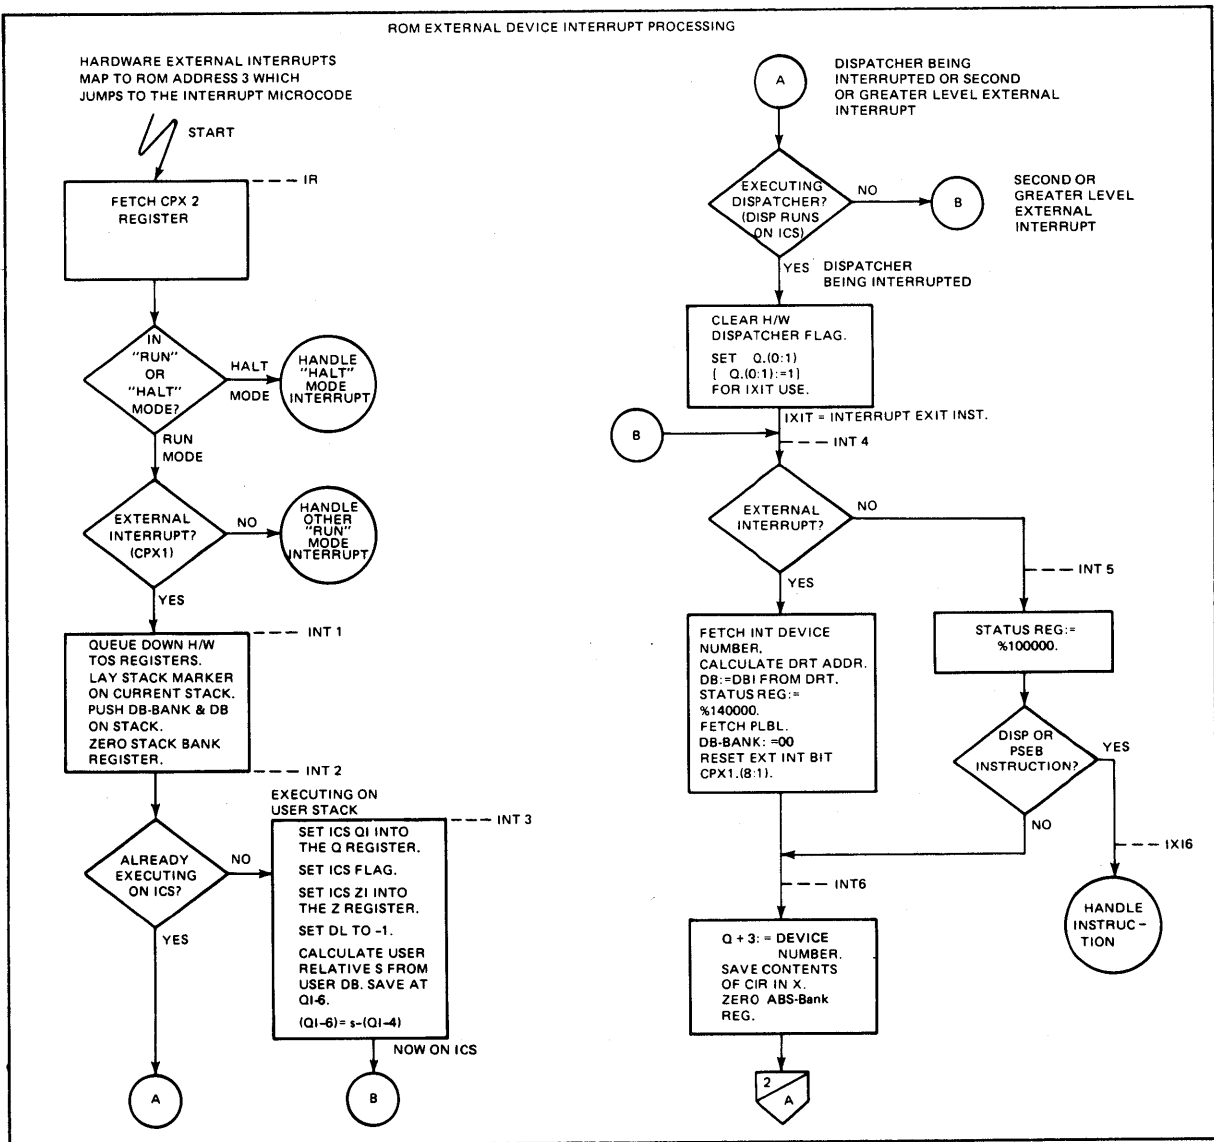 ROM EXTERNAL DEVICE INTERRUPT PROCESSING
HARDWARE EXTERNAL INTERRUPTS
MAP TO ROM ADDRESS 3 WHICH
JUMPS TO THE INTERRUPT MICROCODE
START
IR
FETCH CPX 2
REGISTER
IN
"RUN"
OR
"HALT"
MODE?
HALT
MODE
HANDLE
"HALT"
MODE
INTERRUPT
RUN
MODE
EXTERNAL
INTERRUPT?
(CPX1)
NO
HANDLE
OTHER
"RUN"
MODE
INTERRUPT
YES
INT 1
QUEUE DOWN H/W
TOS REGISTERS.
LAY STACK MARKER
ON CURRENT STACK.
PUSH DB-BANK & DB
ON STACK.
ZERO STACK BANK
REGISTER.
INT 2
ALREADY
EXECUTING
ON ICS?
NO
YES
EXECUTING ON
USER STACK
INT 3
SET ICS QI INTO
THE Q REGISTER.
SET ICS FLAG.
SET ICS ZI INTO
THE Z REGISTER.
SET DL TO -1.
CALCULATE USER
RELATIVE S FROM
USER DB. SAVE AT
QI-6.
(QI-6)= s-(QI-4)
NOW ON ICS
A
B
A
DISPATCHER BEING
INTERRUPTED OR SECOND
OR GREATER LEVEL EXTERNAL
INTERRUPT
EXECUTING
DISPATCHER?
(DISP RUNS
ON ICS)
NO
B
SECOND OR
GREATER LEVEL
EXTERNAL
INTERRUPT
YES
DISPATCHER
BEING INTERRUPTED
CLEAR H/W
DISPATCHER FLAG.
SET Q.(0:1)
[ Q.(0:1):=1]
FOR IXIT USE.
IXIT = INTERRUPT EXIT INST.
B
INT 4
EXTERNAL
INTERRUPT?
NO
YES
INT 5
FETCH INT DEVICE
NUMBER.
CALCULATE DRT ADDR.
DB:=DBI FROM DRT.
STATUS REG:=
%140000.
FETCH PLBL.
DB-BANK: =00
RESET EXT INT BIT
CPX1.(8:1).
STATUS REG:=
%100000.
DISP OR
PSEB
INSTRUCTION?
YES
NO
IXI6
INT6
HANDLE
INSTRUC-
TION
Q + 3: = DEVICE
NUMBER.
SAVE CONTENTS
OF CIR IN X.
ZERO ABS-Bank
REG.
2
A